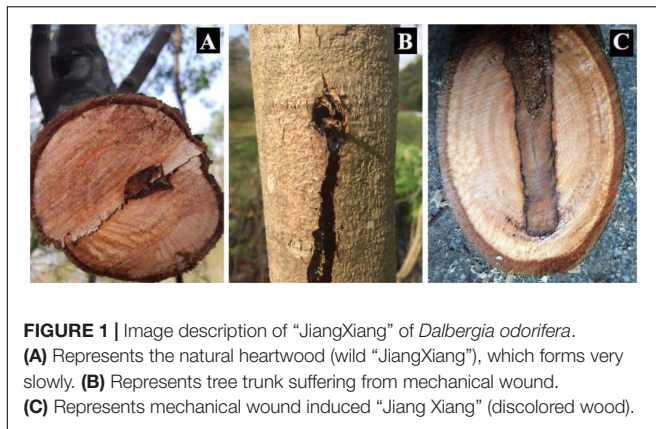 A
B
C
FIGURE 1 | Image description of “JiangXiang” of Dalbergia odorifera.
(A) Represents the natural heartwood (wild “JiangXiang”), which forms very
slowly. (B) Represents tree trunk suffering from mechanical wound.
(C) Represents mechanical wound induced “Jiang Xiang” (discolored wood).